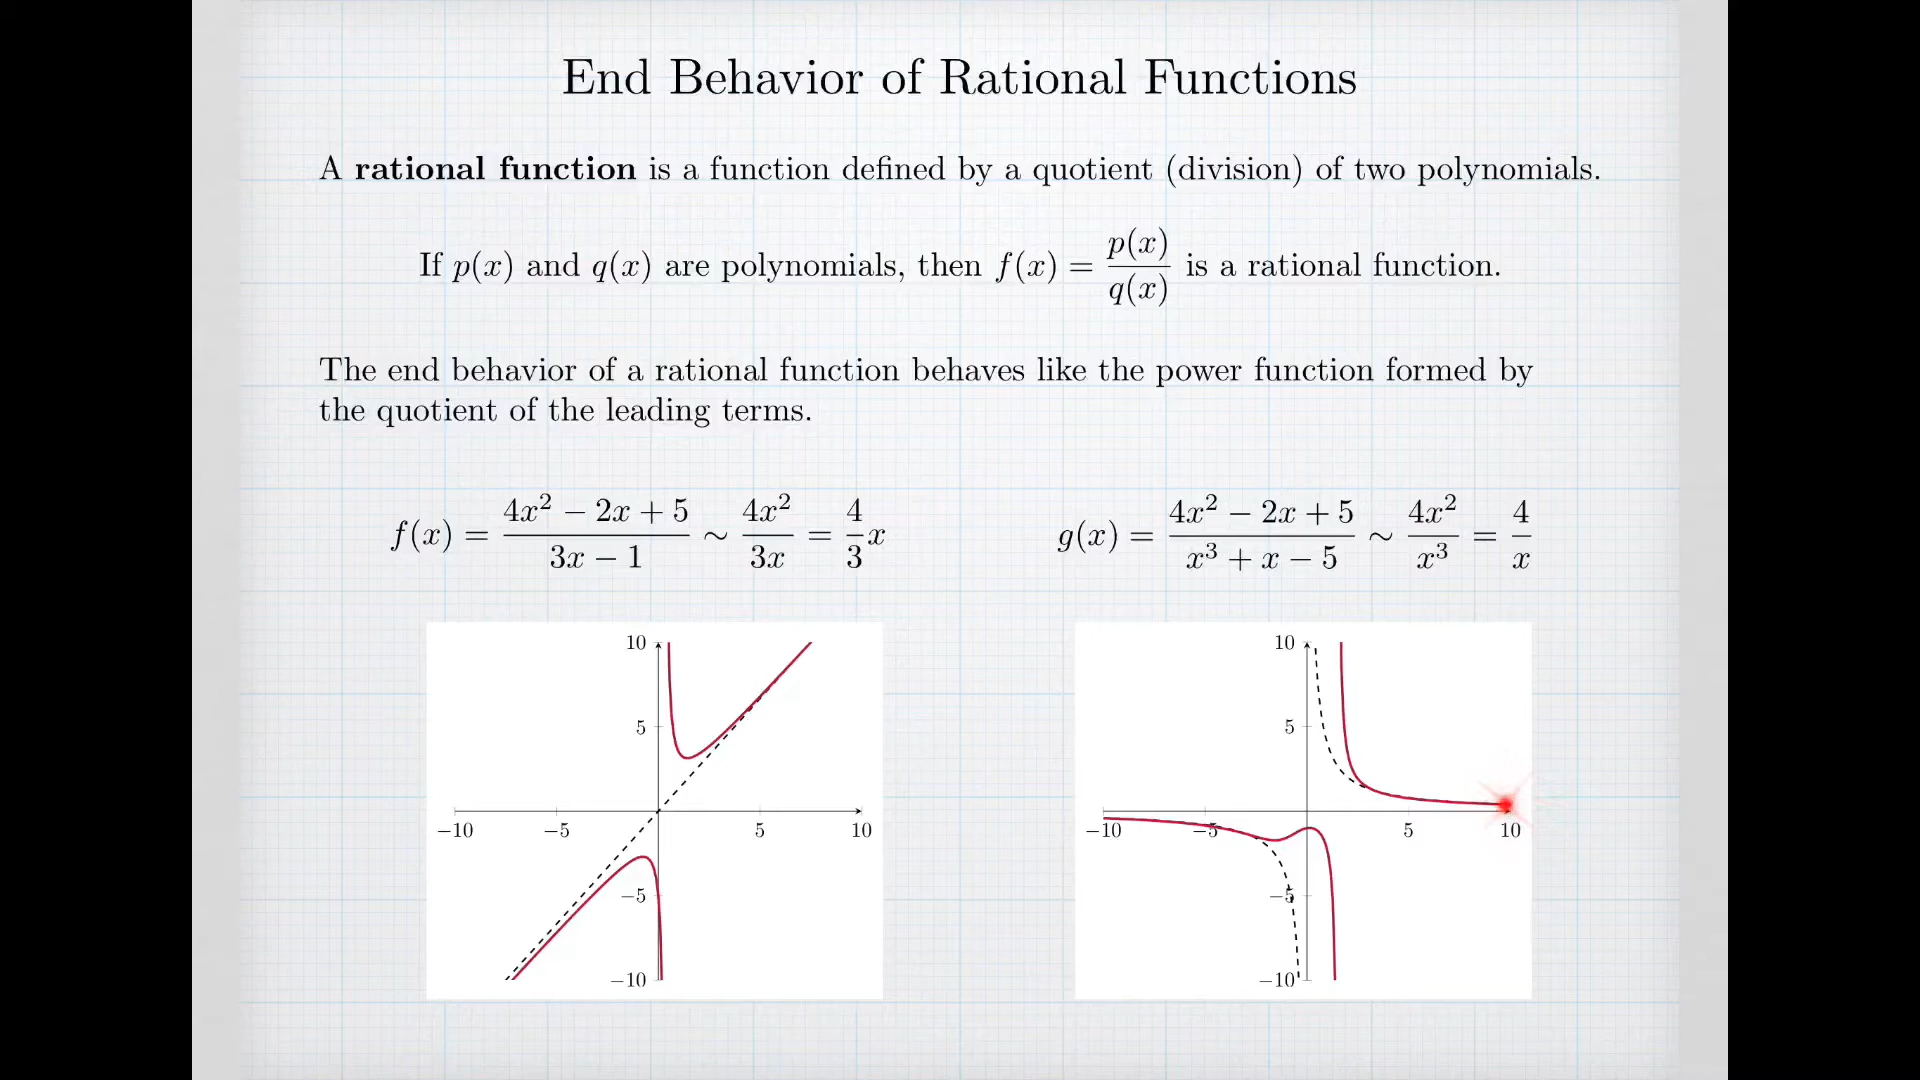 End Behavior of Rational Functions
A rational function is a function defined by a quotient (division) of two polynomials.
If p(x) and q(x) are polynomials, then f(x) = p(x)/q(x) is a rational function.
The end behavior of a rational function behaves like the power function formed by
the quotient of the leading terms.
f(x) = (4x² − 2x + 5)/(3x − 1) ∼ 4x²/3x = 4/3 x
g(x) = (4x² − 2x + 5)/(x³ + x − 5) ∼ 4x²/x³ = 4/x
10
5
−10 −5 5 10
−5
−10
10
5
−10 −5 5 10
−5
−10